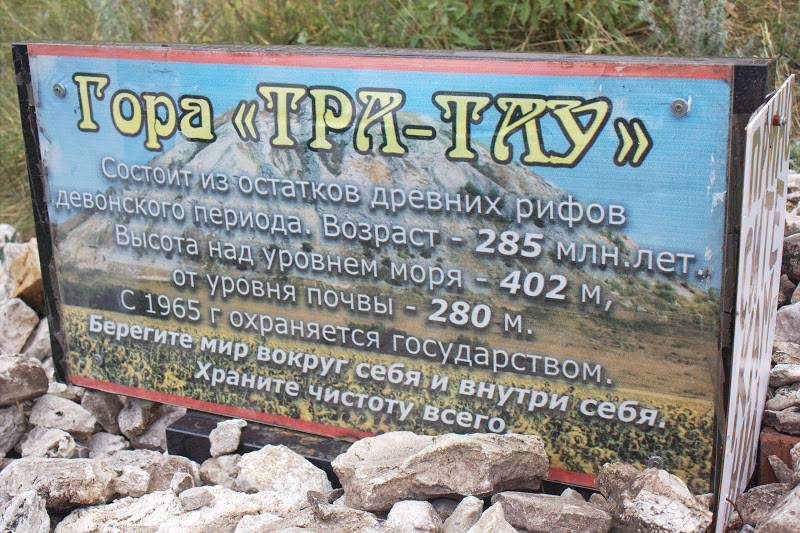 Гора «ТРА-ТАУ»
Состоит из остатков древних рифов
девонского периода. Возраст - 285 млн.лет.
Высота над уровнем моря - 402 м,
от уровня почвы - 280 м.
С 1965 г охраняется государством.
Берегите мир вокруг себя и внутри себя.
Храните чистоту всего.